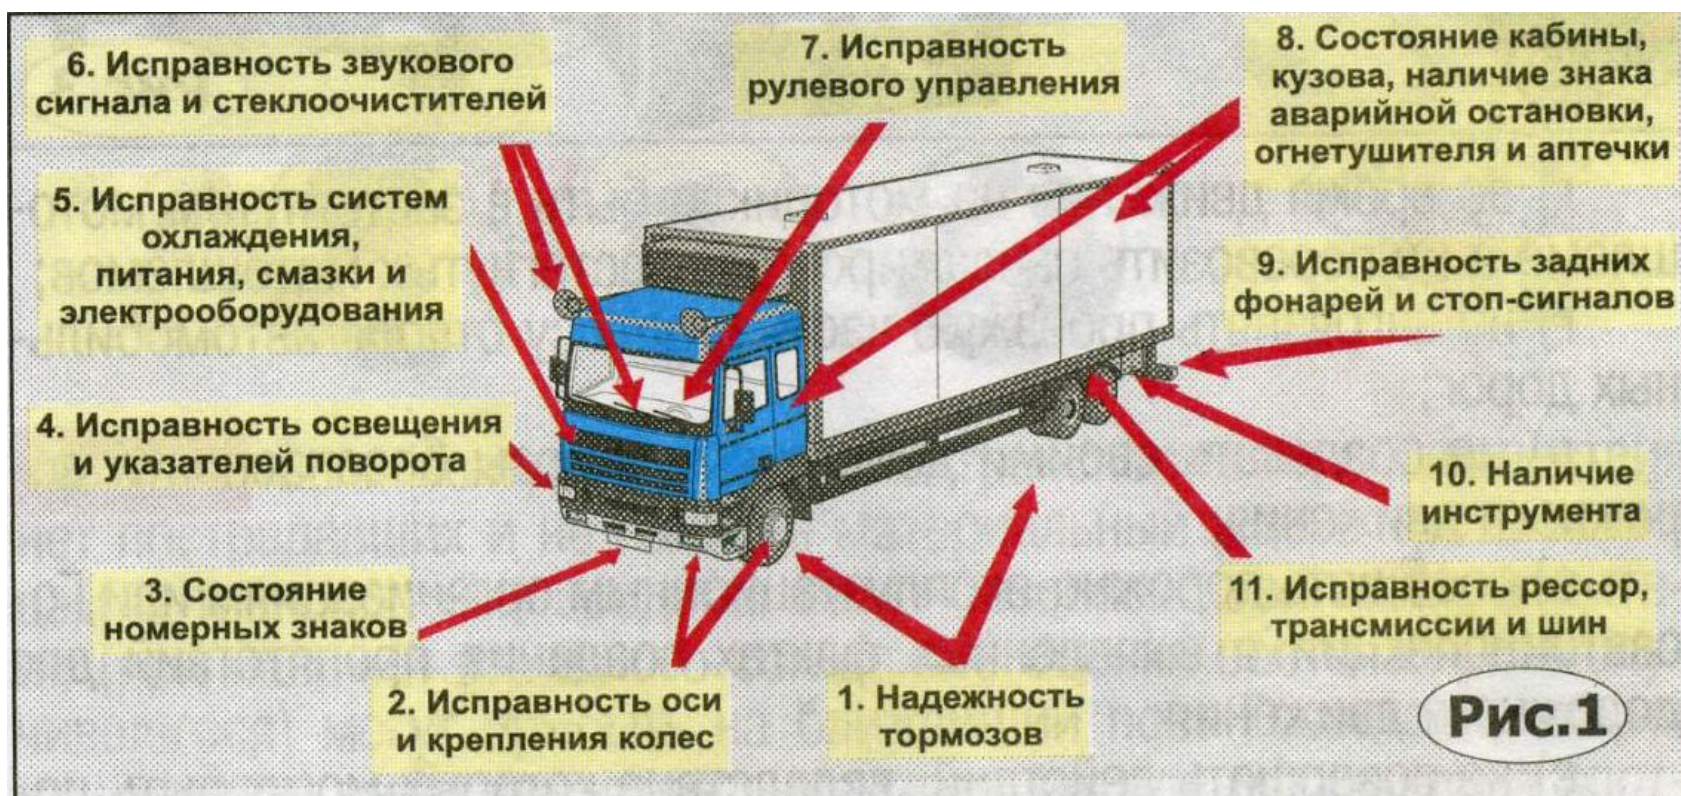 6. Исправность звукового
сигнала и стеклоочистителей
7. Исправность
рулевого управления
8. Состояние кабины,
кузова, наличие знака
аварийной остановки,
огнетушителя и аптечки
5. Исправность систем
охлаждения,
питания, смазки и
электрооборудования
9. Исправность задних
фонарей и стоп-сигналов
4. Исправность освещения
и указателей поворота
10. Наличие
инструмента
3. Состояние
номерных знаков
11. Исправность рессор,
трансмиссии и шин
2. Исправность оси
и крепления колес
1. Надежность
тормозов
Рис.1